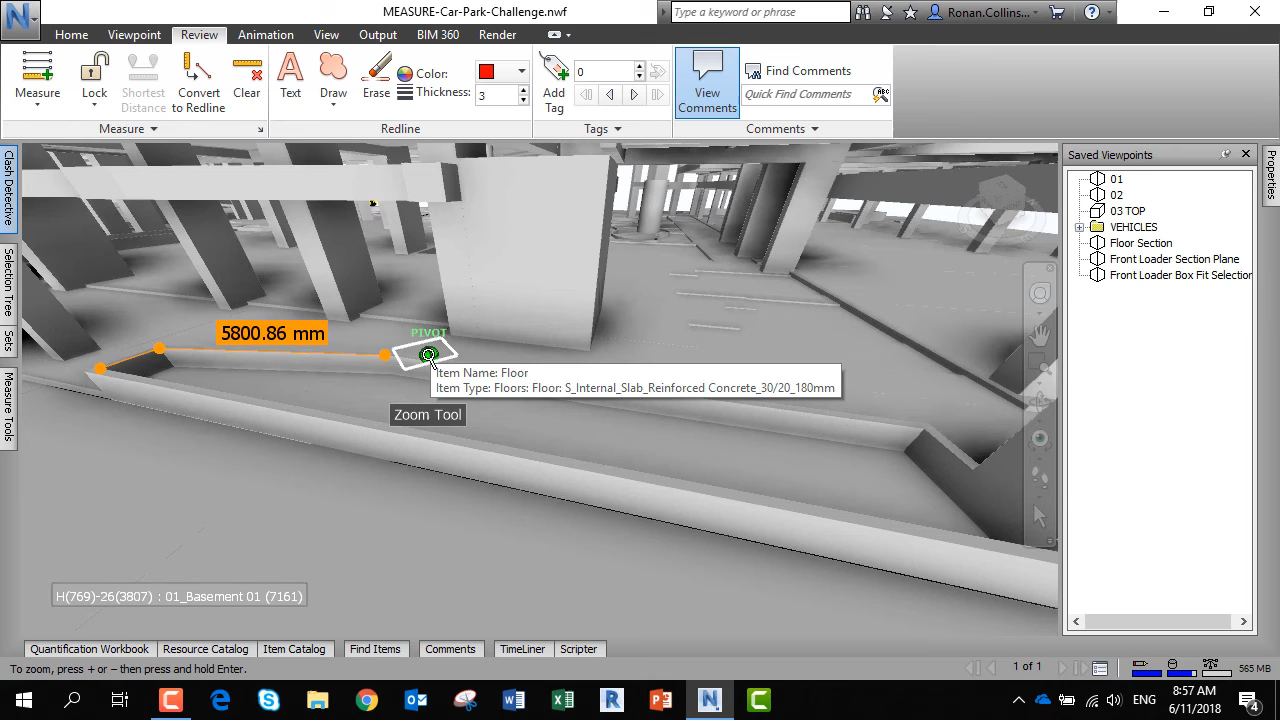 MEASURE-Car-Park-Challenge.nwf
Type a keyword or phrase
Ronan.Collins...
Home Viewpoint Review Animation View Output BIM 360 Render
Measure
Lock
Shortest Distance
Convert to Redline
Clear
Text
Draw
Erase
Color:
Thickness:
3
Add Tag
0
View Comments
Find Comments
Quick Find Comments
Measure
Redline
Tags
Comments
Clash Detective
Selection Tree
Sets
Measure Tools
5800.86 mm
PIVOT
Item Name: Floor
Item Type: Floors: Floor: S_Internal_Slab_Reinforced Concrete_30/20_180mm
Zoom Tool
H(769)-26(3807) : 01_Basement 01 (7161)
Saved Viewpoints
01
02
03 TOP
VEHICLES
Floor Section
Front Loader Section Plane
Front Loader Box Fit Selection
Properties
Quantification Workbook Resource Catalog Item Catalog Find Items Comments TimeLiner Scripter
To zoom, press + or – then press and hold Enter.
1 of 1
565 MB
ENG
8:57 AM
6/11/2018
4